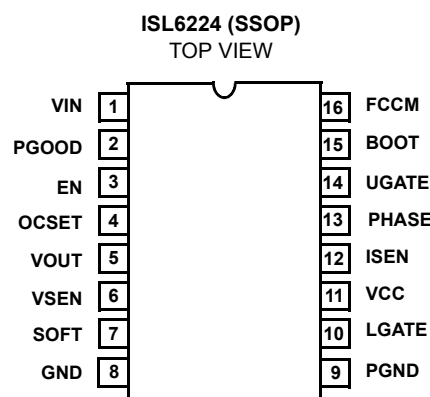 ISL6224 (SSOP)
TOP VIEW
VIN 1 16 FCCM
PGOOD 2 15 BOOT
EN 3 14 UGATE
OCSET 4 13 PHASE
VOUT 5 12 ISEN
VSEN 6 11 VCC
SOFT 7 10 LGATE
GND 8 9 PGND